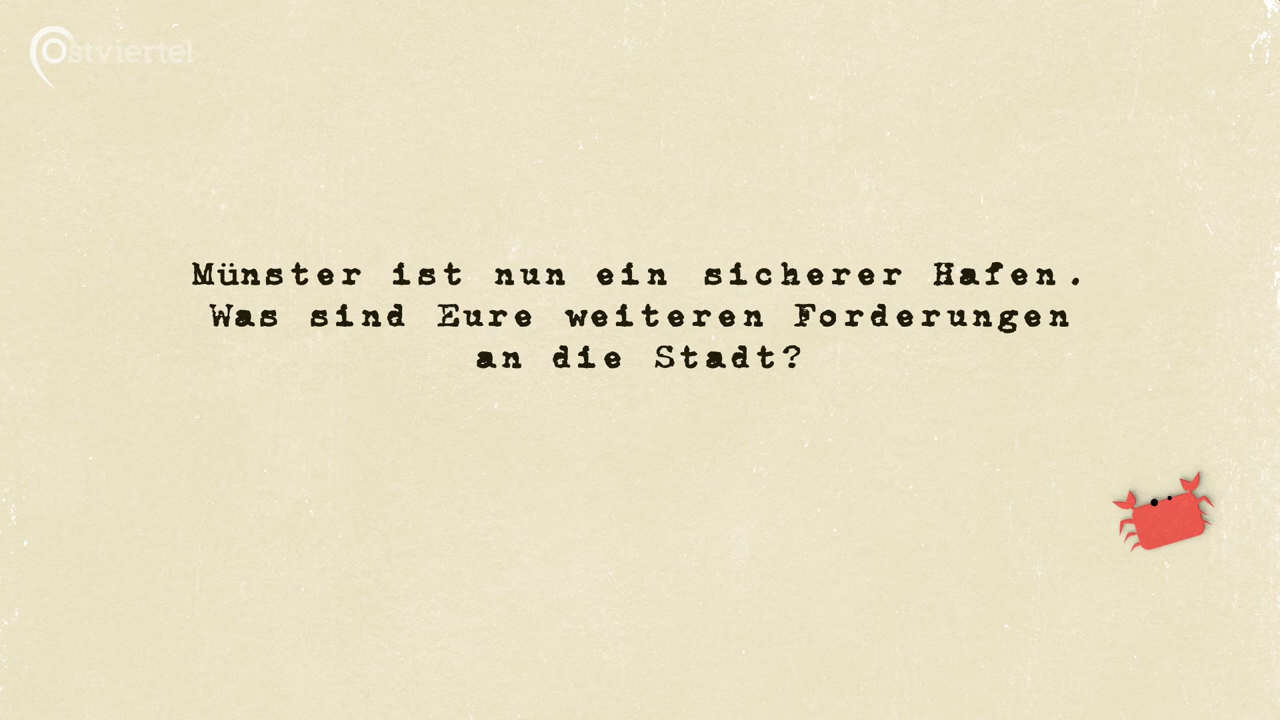 Ostviertel
Münster ist nun ein sicherer Hafen.
Was sind Eure weiteren Forderungen
an die Stadt?